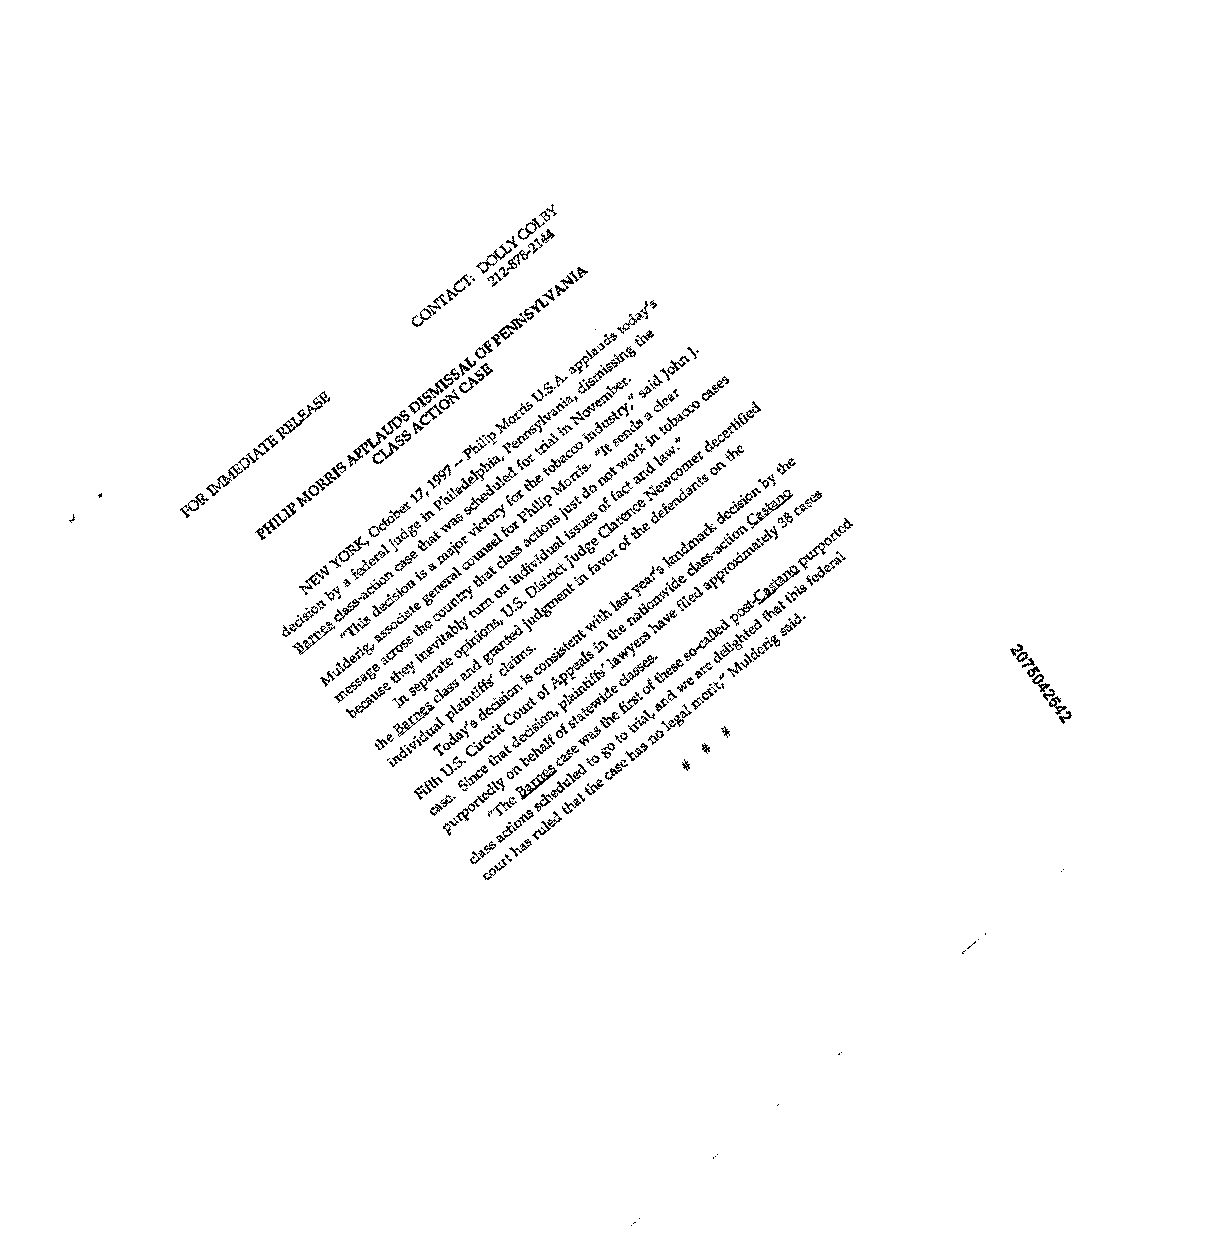 CONTACT: DOLLY COLBY
212-878-2144
FOR IMMEDIATE RELEASE
PHILIP MORRIS APPLAUDS DISMISSAL OF PENNSYLVANIA
CLASS ACTION CASE
NEW YORK, October 17, 1997 -- Philip Morris U.S.A. applauds today's
decision by a federal judge in Philadelphia, Pennsylvania, dismissing the
Barnes class-action case that was scheduled for trial in November.
"This decision is a major victory for the tobacco industry," said John J.
Mulderig, associate general counsel for Philip Morris. "It sends a clear
message across the country that class actions just do not work in tobacco cases
because they inevitably turn on individual issues of fact and law."
In separate opinions, U.S. District Judge Clarence Newcomer decertified
the Barnes class and granted judgment in favor of the defendants on the
individual plaintiffs' claims.
Today's decision is consistent with last year's landmark decision by the
Fifth U.S. Circuit Court of Appeals in the nationwide class-action Castano
case. Since that decision, plaintiffs' lawyers have filed approximately 38 cases
purportedly on behalf of statewide classes.
"The Barnes case was the first of these so-called post-Castano purported
class actions scheduled to go to trial, and we are delighted that this federal
court has ruled that the case has no legal merit," Mulderig said.
# # #
2075042542